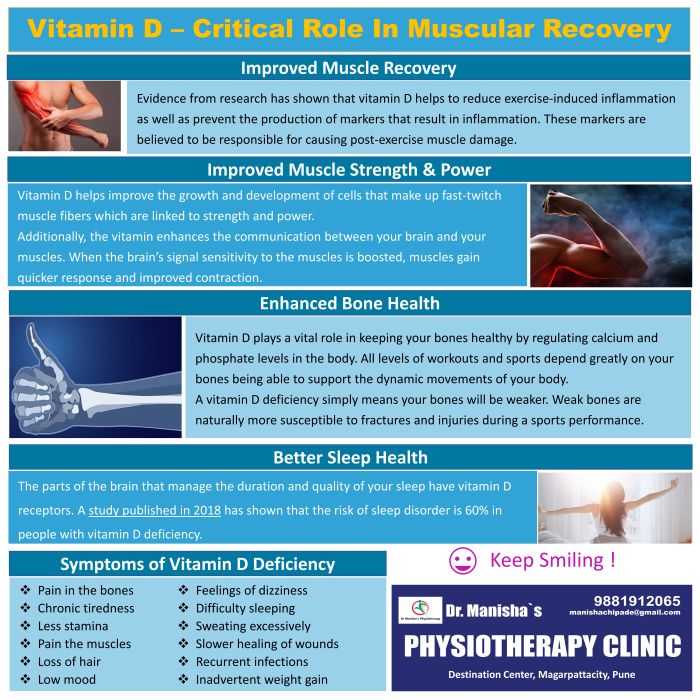 Vitamin D – Critical Role In Muscular Recovery
Improved Muscle Recovery
Evidence from research has shown that vitamin D helps to reduce exercise-induced inflammation
as well as prevent the production of markers that result in inflammation. These markers are
believed to be responsible for causing post-exercise muscle damage.
Improved Muscle Strength & Power
Vitamin D helps improve the growth and development of cells that make up fast-twitch
muscle fibers which are linked to strength and power.
Additionally, the vitamin enhances the communication between your brain and your
muscles. When the brain's signal sensitivity to the muscles is boosted, muscles gain
quicker response and improved contraction.
Enhanced Bone Health
Vitamin D plays a vital role in keeping your bones healthy by regulating calcium and
phosphate levels in the body. All levels of workouts and sports depend greatly on your
bones being able to support the dynamic movements of your body.
A vitamin D deficiency simply means your bones will be weaker. Weak bones are
naturally more susceptible to fractures and injuries during a sports performance.
Better Sleep Health
The parts of the brain that manage the duration and quality of your sleep have vitamin D
receptors. A study published in 2018 has shown that the risk of sleep disorder is 60% in
people with vitamin D deficiency.
Symptoms of Vitamin D Deficiency
❖ Pain in the bones
❖ Chronic tiredness
❖ Less stamina
❖ Pain the muscles
❖ Loss of hair
❖ Low mood
❖ Feelings of dizziness
❖ Difficulty sleeping
❖ Sweating excessively
❖ Slower healing of wounds
❖ Recurrent infections
❖ Inadvertent weight gain
Keep Smiling !
Dr. Manisha's Physiotherapy
Dr. Manisha`s
9881912065
manishachipade@gmail.com
PHYSIOTHERAPY CLINIC
Destination Center, Magarpattacity, Pune